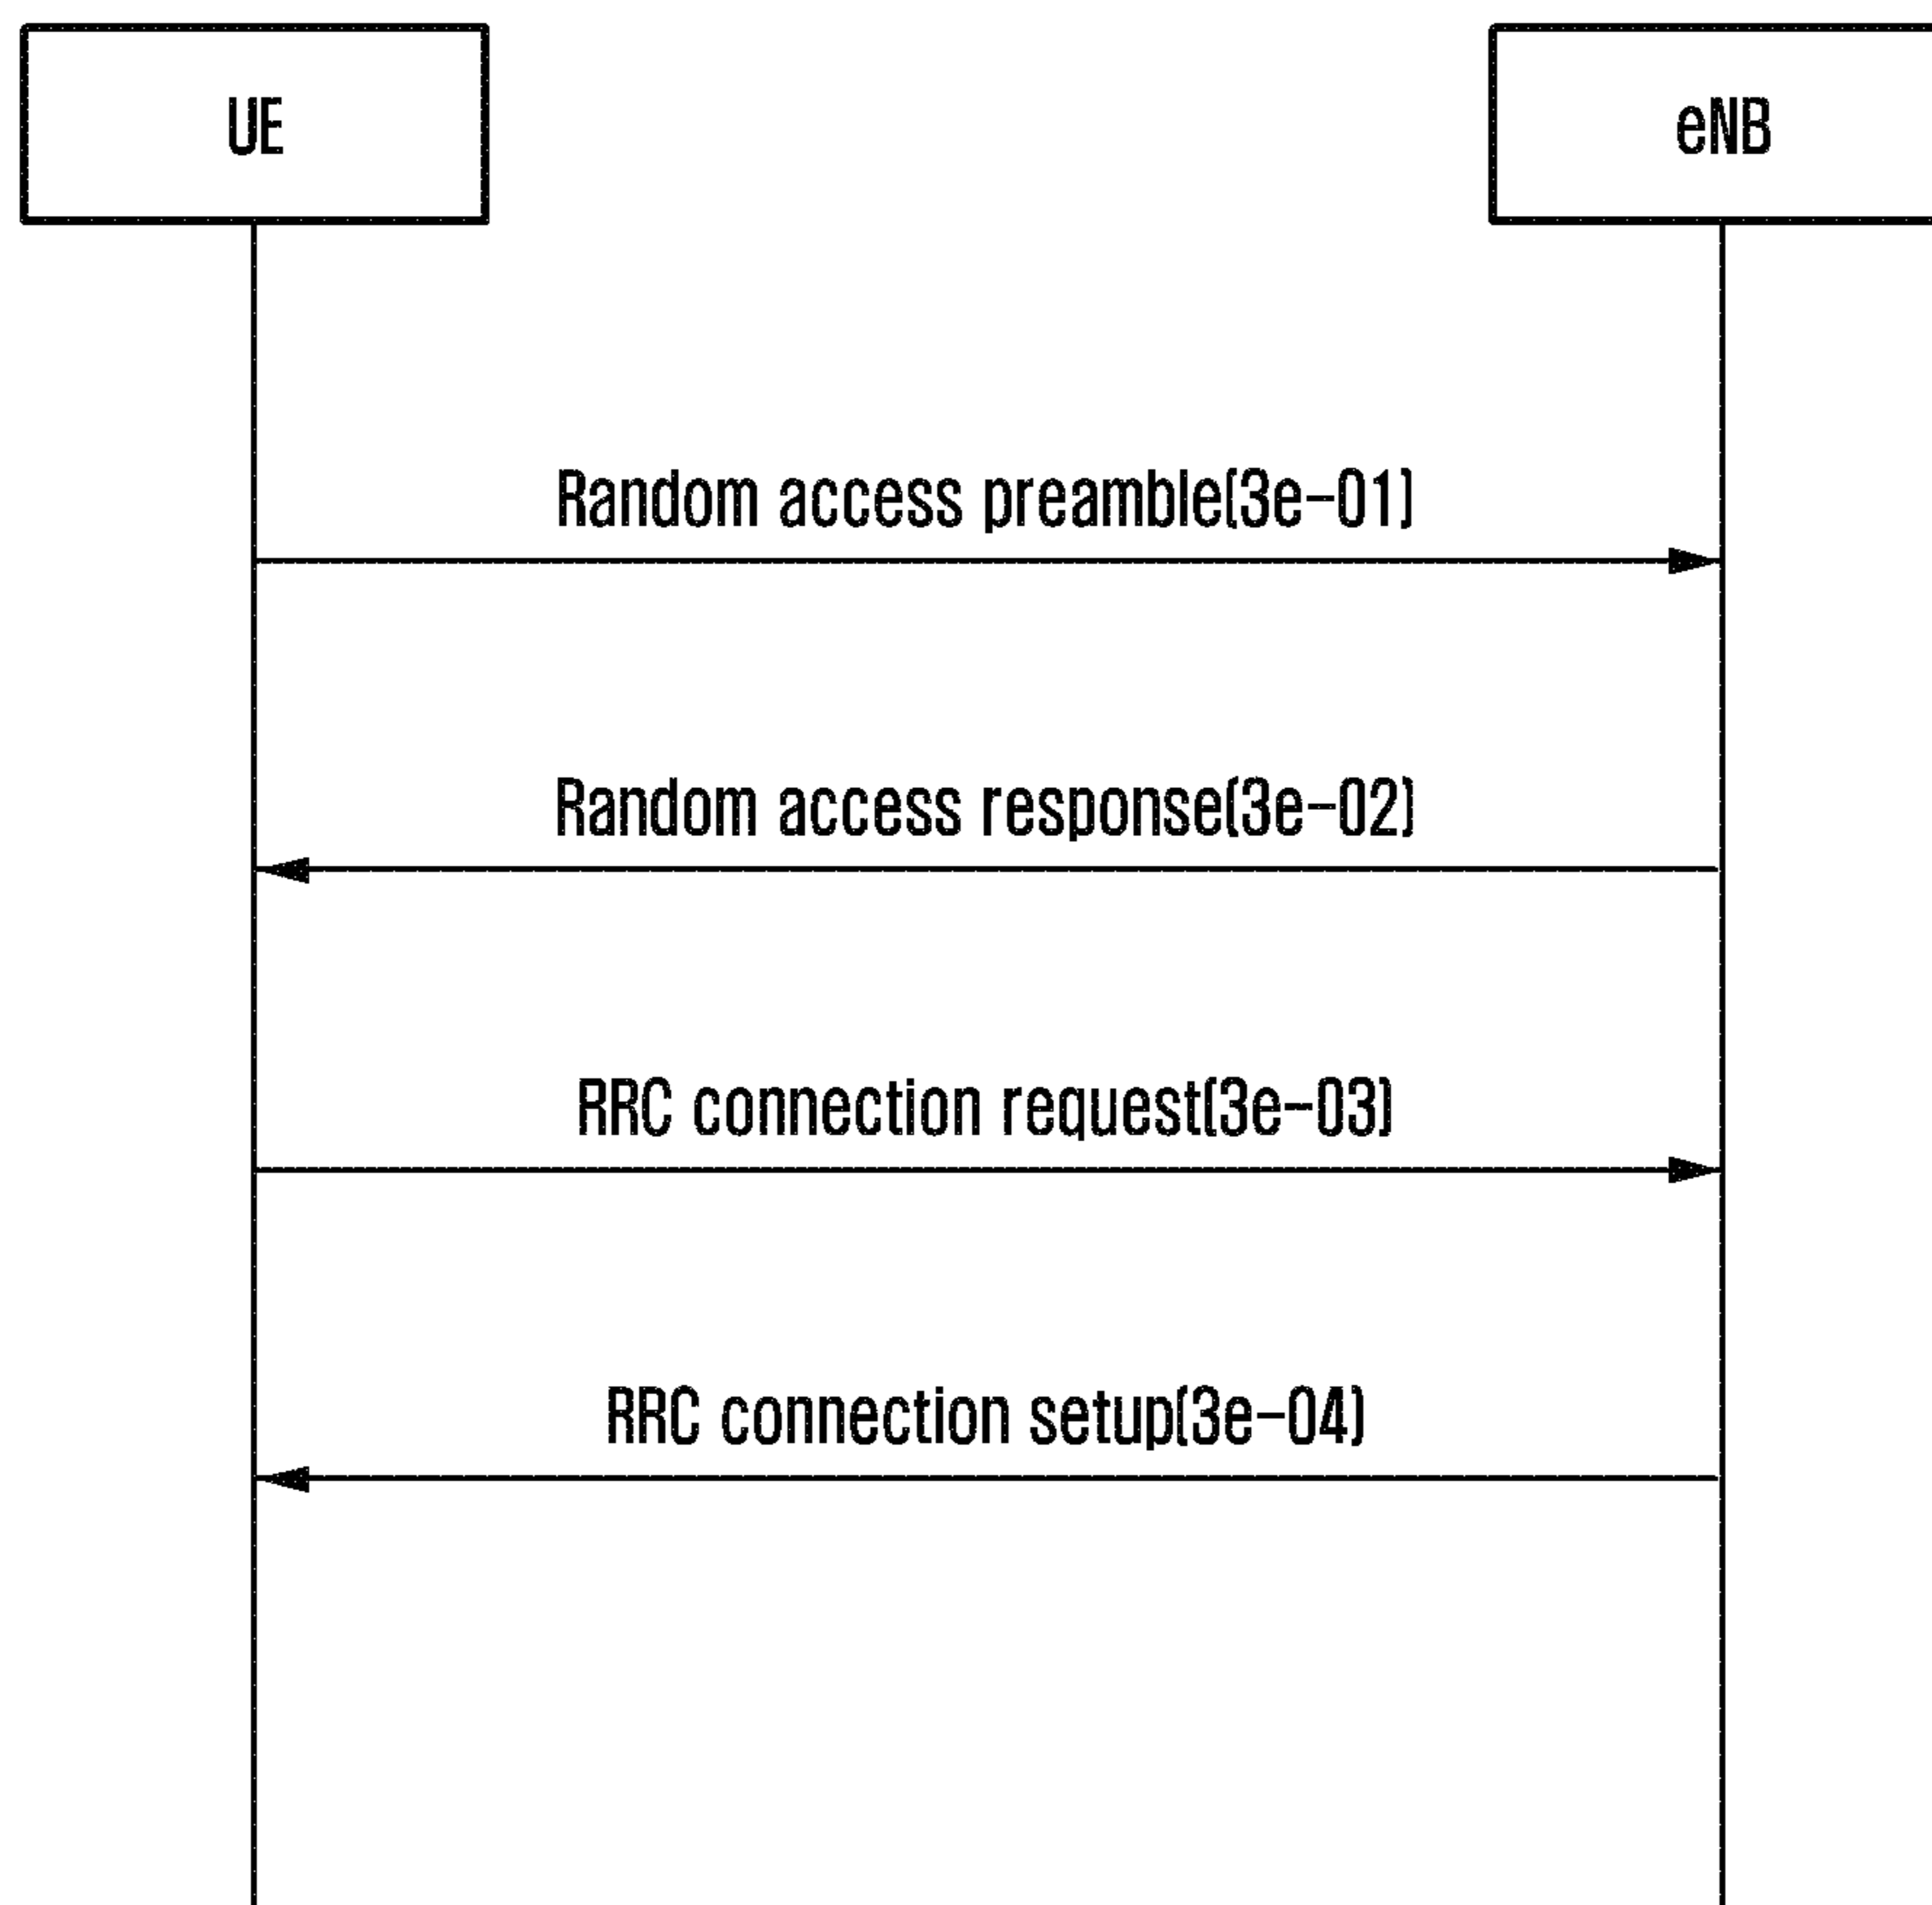 UE
eNB
Random access preamble(3e-01)
Random access response(3e-02)
RRC connection request(3e-03)
RRC connection setup(3e-04)